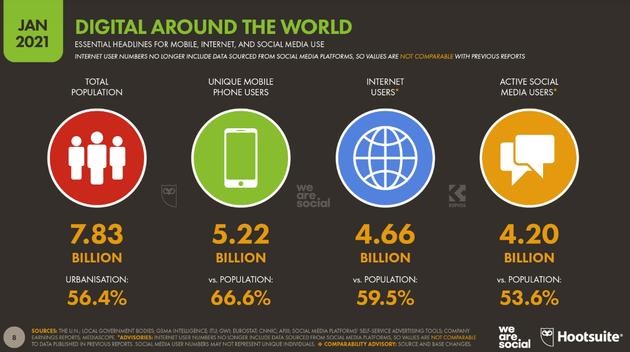 JAN
2021
DIGITAL AROUND THE WORLD
ESSENTIAL HEADLINES FOR MOBILE, INTERNET, AND SOCIAL MEDIA USE
INTERNET USER NUMBERS NO LONGER INCLUDE DATA SOURCED FROM SOCIAL MEDIA PLATFORMS, SO VALUES ARE NOT COMPARABLE WITH PREVIOUS REPORTS
TOTAL
POPULATION
UNIQUE MOBILE
PHONE USERS
INTERNET
USERS*
ACTIVE SOCIAL
MEDIA USERS*
we
are
social
KEPIOS
7.83
BILLION
URBANISATION:
56.4%
5.22
BILLION
vs. POPULATION:
66.6%
4.66
BILLION
vs. POPULATION:
59.5%
4.20
BILLION
vs. POPULATION:
53.6%
8
SOURCES: THE U.N.; LOCAL GOVERNMENT BODIES; GSMA INTELLIGENCE; ITU; GWI; EUROSTAT; CNNIC; APJII; SOCIAL MEDIA PLATFORMS' SELF-SERVICE ADVERTISING TOOLS; COMPANY
EARNINGS REPORTS; MEDIASCOPE. *ADVISORIES: INTERNET USER NUMBERS NO LONGER INCLUDE DATA SOURCED FROM SOCIAL MEDIA PLATFORMS, SO VALUES ARE NOT COMPARABLE
TO DATA PUBLISHED IN PREVIOUS REPORTS. SOCIAL MEDIA USER NUMBERS MAY NOT REPRESENT UNIQUE INDIVIDUALS. COMPARABILITY ADVISORY: SOURCE AND BASE CHANGES.
we
are
social
Hootsuite®